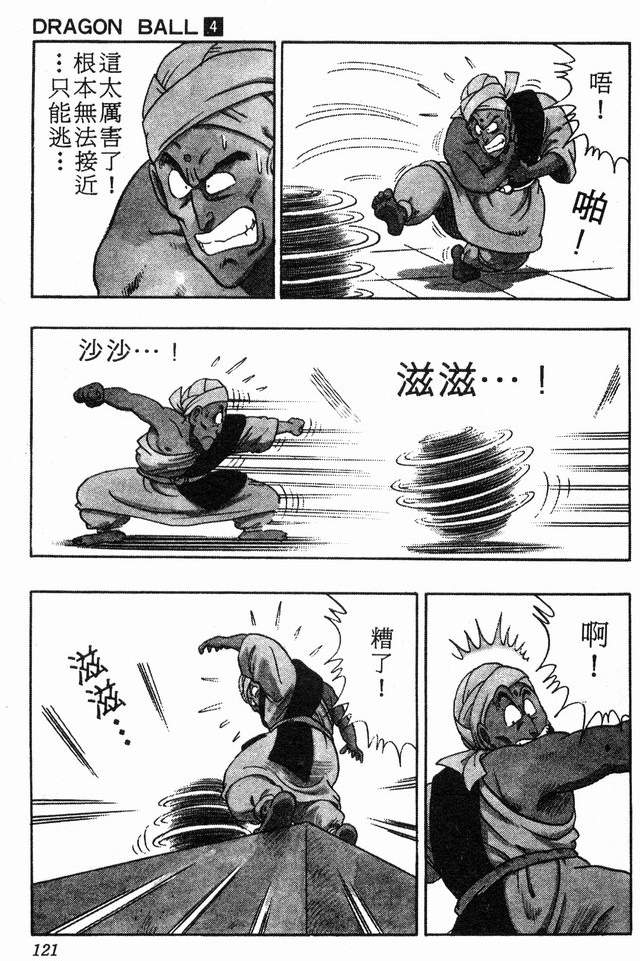 DRAGON BALL 4
唔！
啪！
這太厲害了！
根本無法接近
…只能逃…
滋滋…！
沙沙…！
啊！
糟了！
滋滋…
121